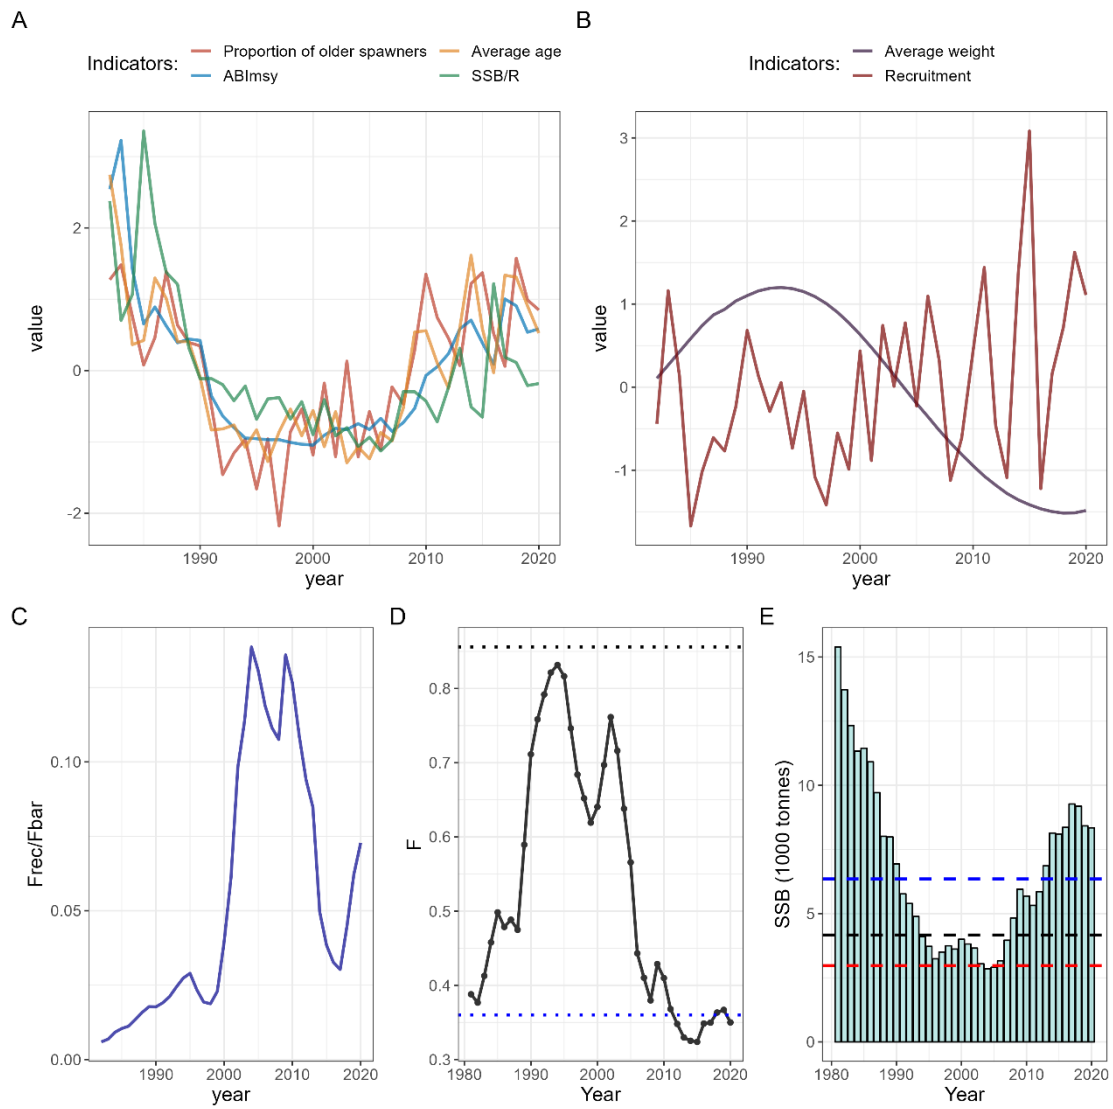 A
Indicators:
Proportion of older spawners
Average age
ABImsy
SSB/R
value
2
0
-2
1990
2000
2010
2020
year
B
Indicators:
Average weight
Recruitment
value
3
2
1
0
-1
1990
2000
2010
2020
year
C
Frec/Fbar
0.10
0.05
0.00
1990
2000
2010
2020
year
D
F
0.8
0.7
0.6
0.5
0.4
0.3
1980
1990
2000
2010
2020
Year
E
SSB (1000 tonnes)
15
10
5
0
1980
1990
2000
2010
2020
Year